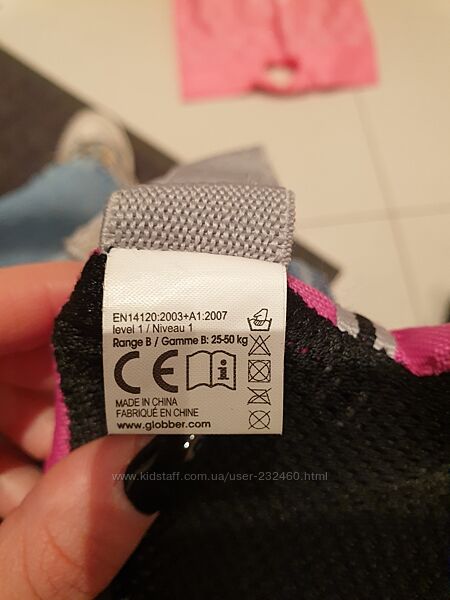 EN14120:2003+A1:2007
level 1 / Niveau 1
Range B / Gamme B: 25-50 kg
CE
MADE IN CHINA
FABRIQUÉ EN CHINE
www.globber.com
www.kidstaff.com.ua/user-232460.html